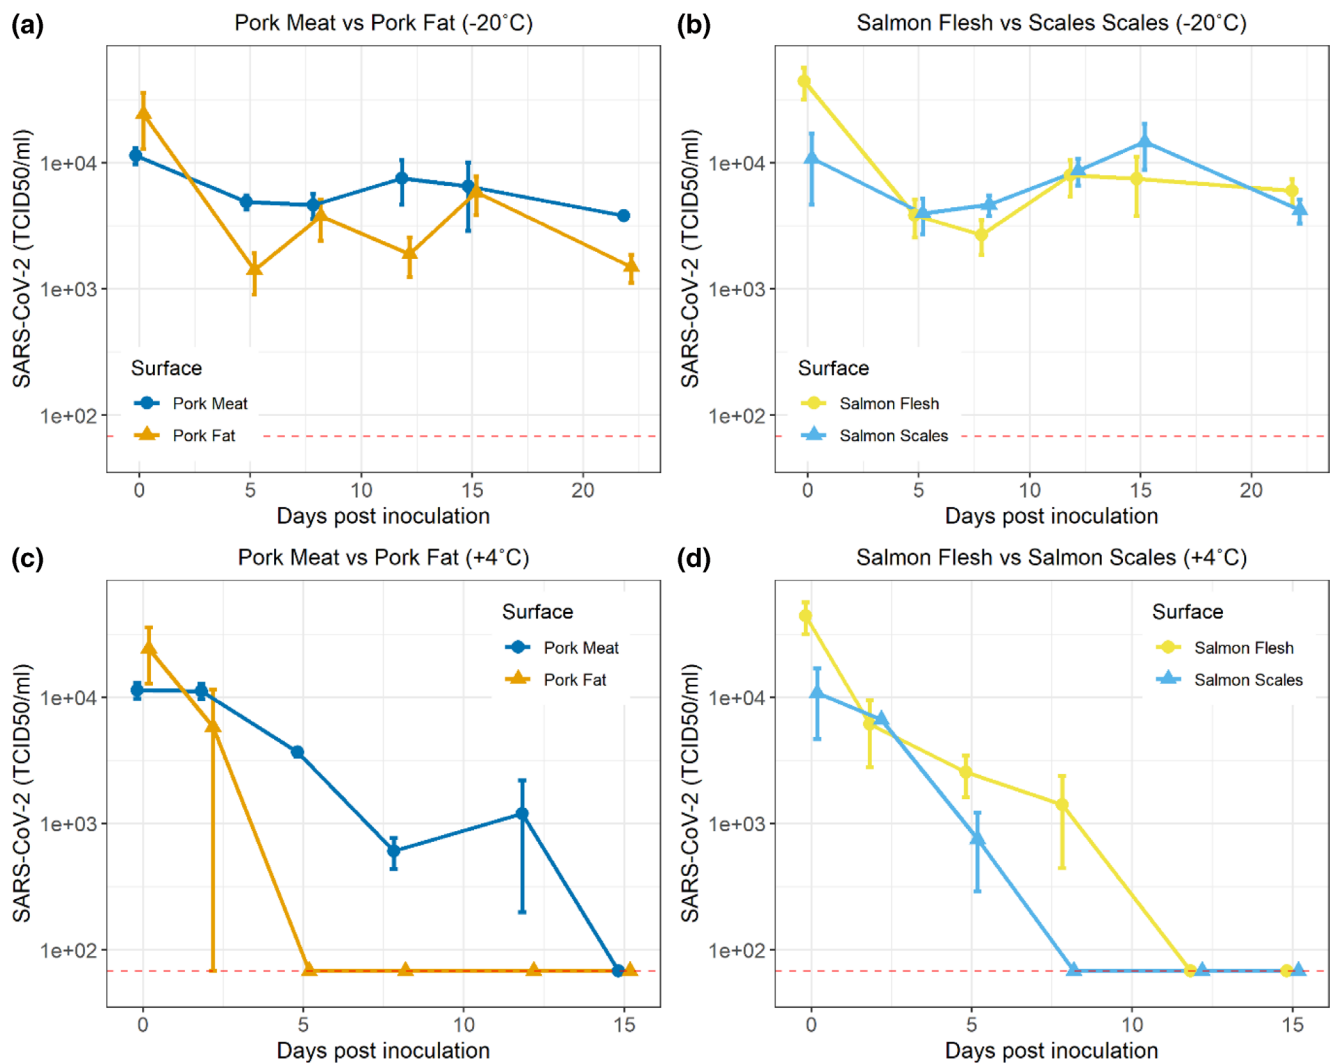 (a)
Pork Meat vs Pork Fat (-20˚C)
SARS-CoV-2 (TCID50/ml)
1e+04
1e+03
1e+02
Surface
Pork Meat
Pork Fat
0 5 10 15 20
Days post inoculation
(b)
Salmon Flesh vs Scales Scales (-20˚C)
SARS-CoV-2 (TCID50/ml)
1e+04
1e+03
1e+02
Surface
Salmon Flesh
Salmon Scales
0 5 10 15 20
Days post inoculation
(c)
Pork Meat vs Pork Fat (+4˚C)
SARS-CoV-2 (TCID50/ml)
1e+04
1e+03
1e+02
Surface
Pork Meat
Pork Fat
0 5 10 15
Days post inoculation
(d)
Salmon Flesh vs Salmon Scales (+4˚C)
SARS-CoV-2 (TCID50/ml)
1e+04
1e+03
1e+02
Surface
Salmon Flesh
Salmon Scales
0 5 10 15
Days post inoculation